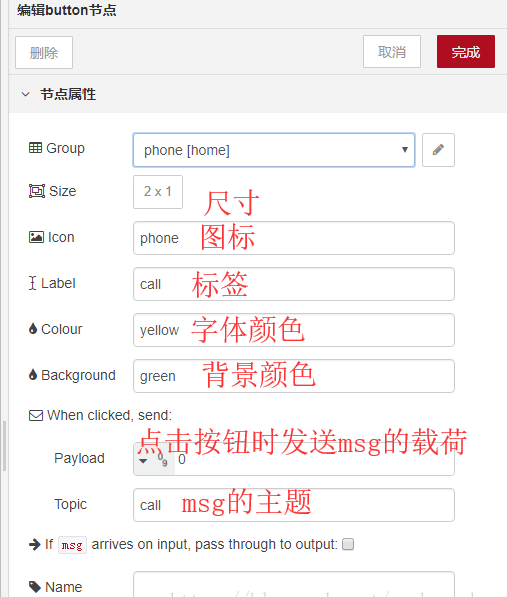 编辑button节点
删除
取消
完成
节点属性
Group
phone [home]
Size
2 x 1
尺寸
Icon
phone
图标
Label
call
标签
Colour
yellow
字体颜色
Background
green
背景颜色
When clicked, send:
点击按钮时发送msg的载荷
Payload
0
Topic
call
msg的主题
If msg arrives on input, pass through to output:
Name